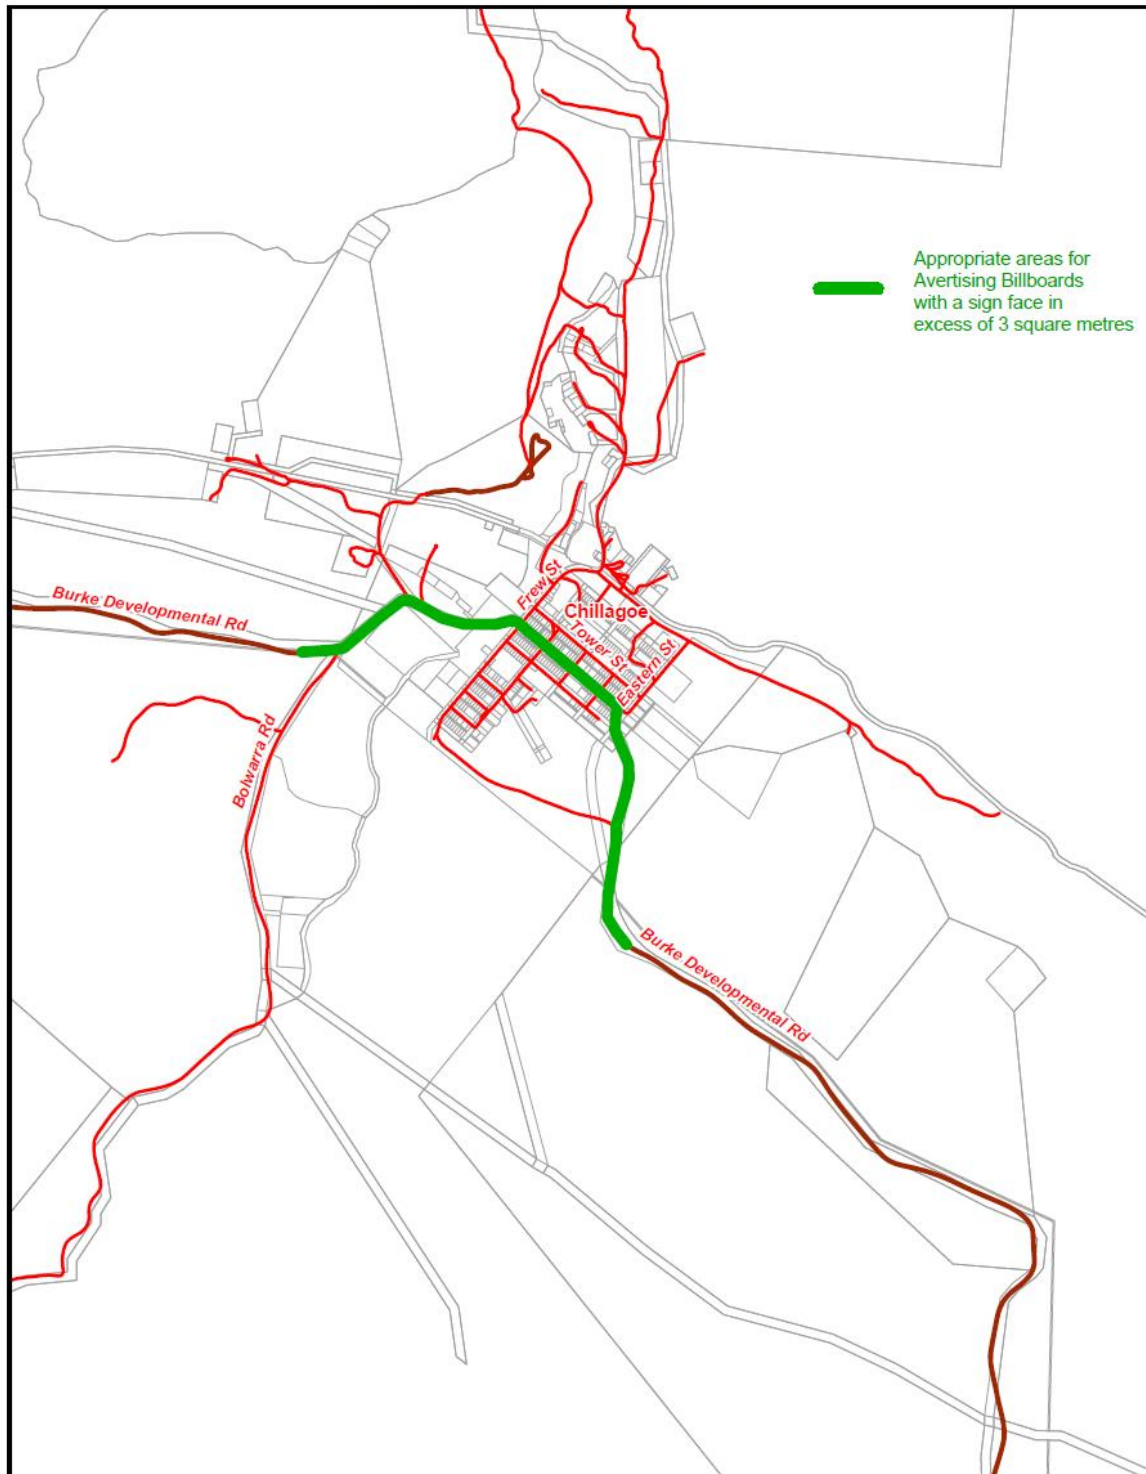 Appropriate areas for
Avertising Billboards
with a sign face in
excess of 3 square metres
Frew St
Burke Developmental Rd
Chillagoe
Tower St
Eastern St
Bolwarra Rd
Burke Developmental Rd